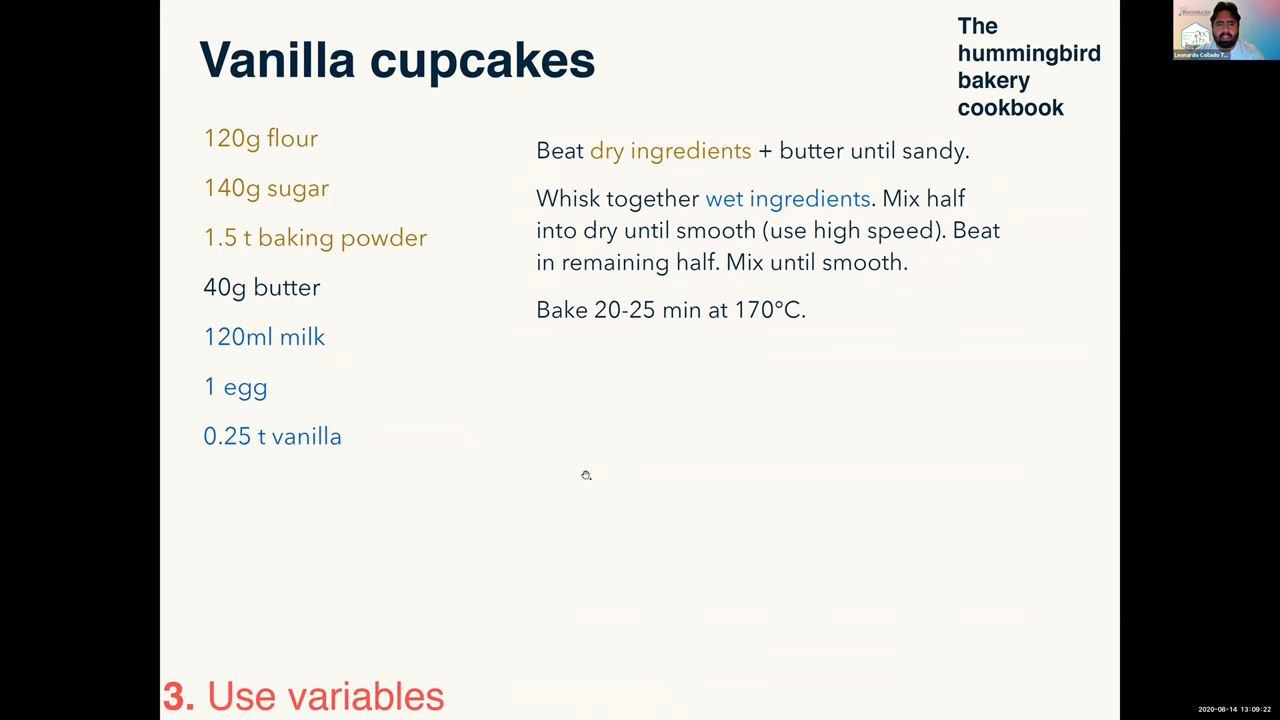 Vanilla cupcakes
The
hummingbird
bakery
cookbook
120g flour
140g sugar
1.5 t baking powder
40g butter
120ml milk
1 egg
0.25 t vanilla
Beat dry ingredients + butter until sandy.
Whisk together wet ingredients. Mix half
into dry until smooth (use high speed). Beat
in remaining half. Mix until smooth.
Bake 20-25 min at 170°C.
3. Use variables
Bioconductor
Leonardo Collado T...
2020-08-14 13:09:22